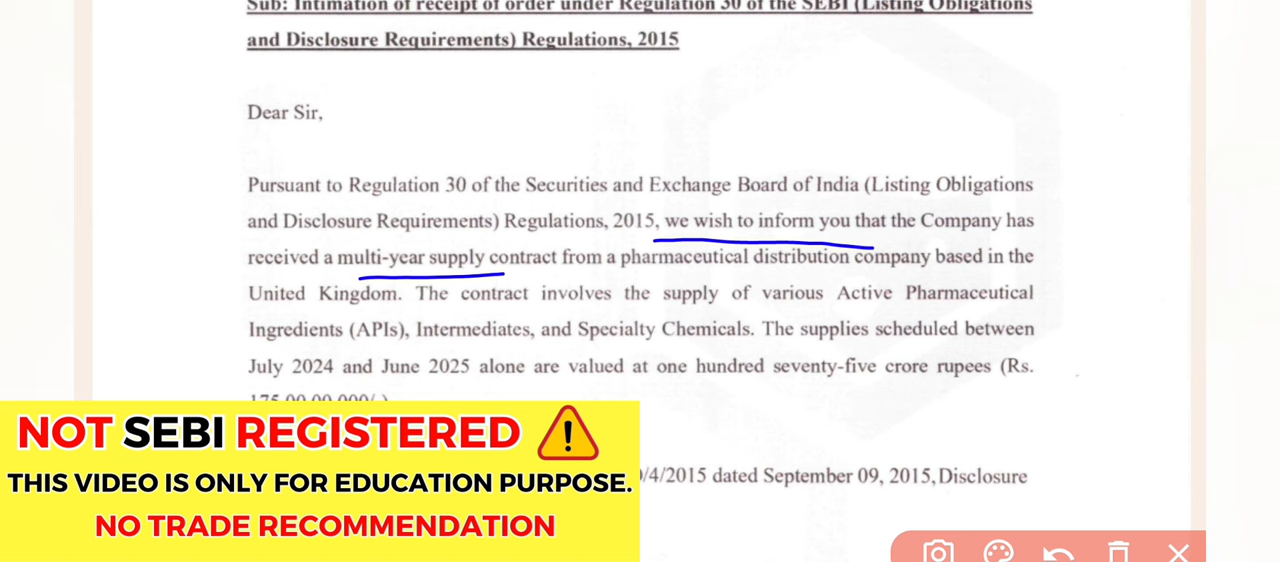 Sub: Intimation of receipt of order under Regulation 30 of the SEBI (Listing Obligations
and Disclosure Requirements) Regulations, 2015
Dear Sir,
Pursuant to Regulation 30 of the Securities and Exchange Board of India (Listing Obligations
and Disclosure Requirements) Regulations, 2015, we wish to inform you that the Company has
received a multi-year supply contract from a pharmaceutical distribution company based in the
United Kingdom. The contract involves the supply of various Active Pharmaceutical
Ingredients (APIs), Intermediates, and Specialty Chemicals. The supplies scheduled between
July 2024 and June 2025 alone are valued at one hundred seventy-five crore rupees (Rs.
175,00,00,000/-)
/4/2015 dated September 09, 2015, Disclosure
NOT SEBI REGISTERED
THIS VIDEO IS ONLY FOR EDUCATION PURPOSE.
NO TRADE RECOMMENDATION